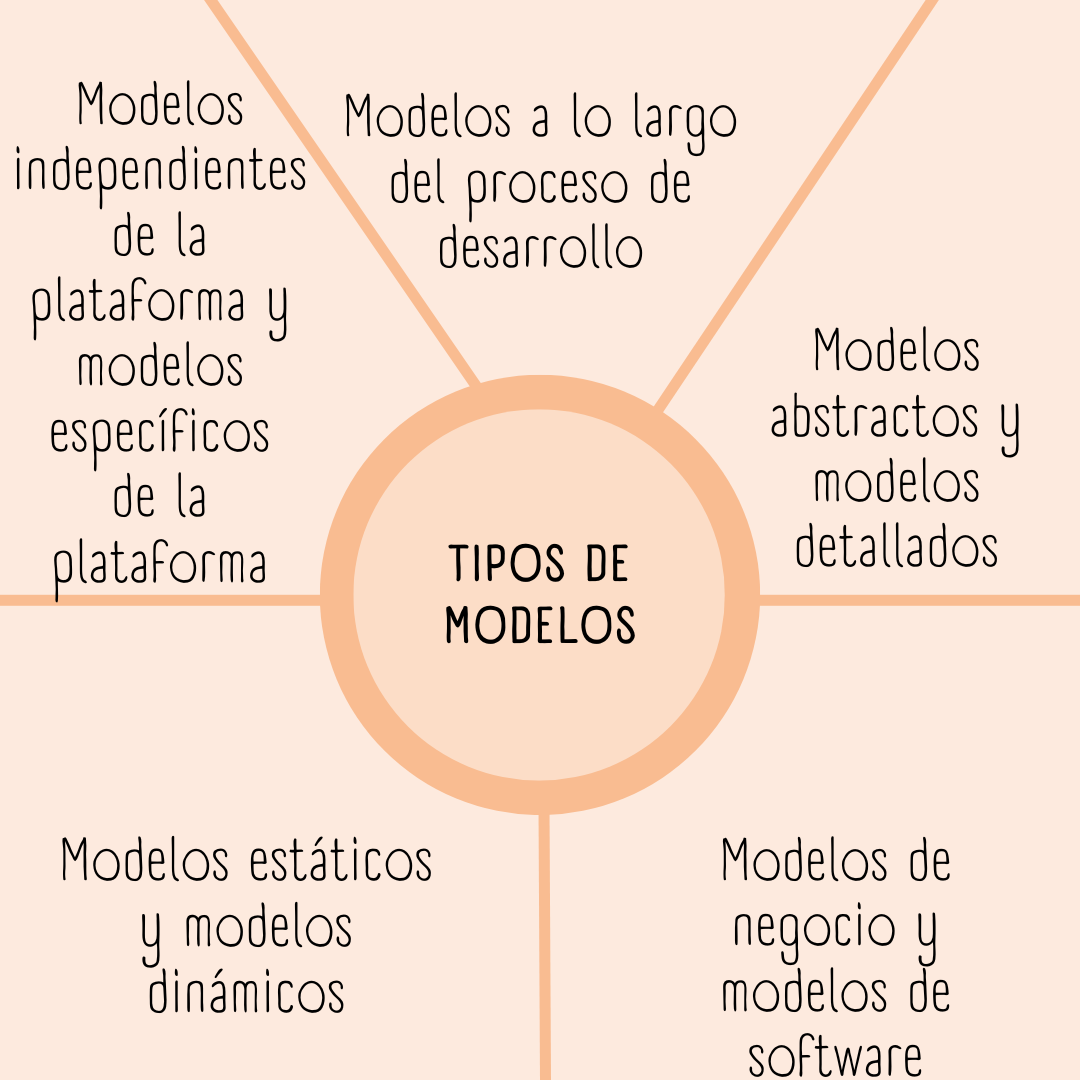 Modelos
independientes
de la
plataforma y
modelos
específicos
de la
plataforma
Modelos a lo largo
del proceso de
desarrollo
Modelos
abstractos y
modelos
detallados
TIPOS DE
MODELOS
Modelos estáticos
y modelos
dinámicos
Modelos de
negocio y
modelos de
software